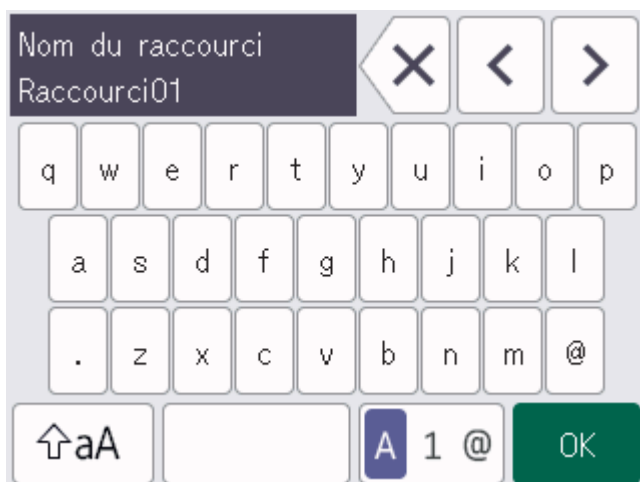 Nom du raccourci
Raccourci01
q w e r t y u i o p
a s d f g h j k l
. z x c v b n m @
aA A 1 @ OK